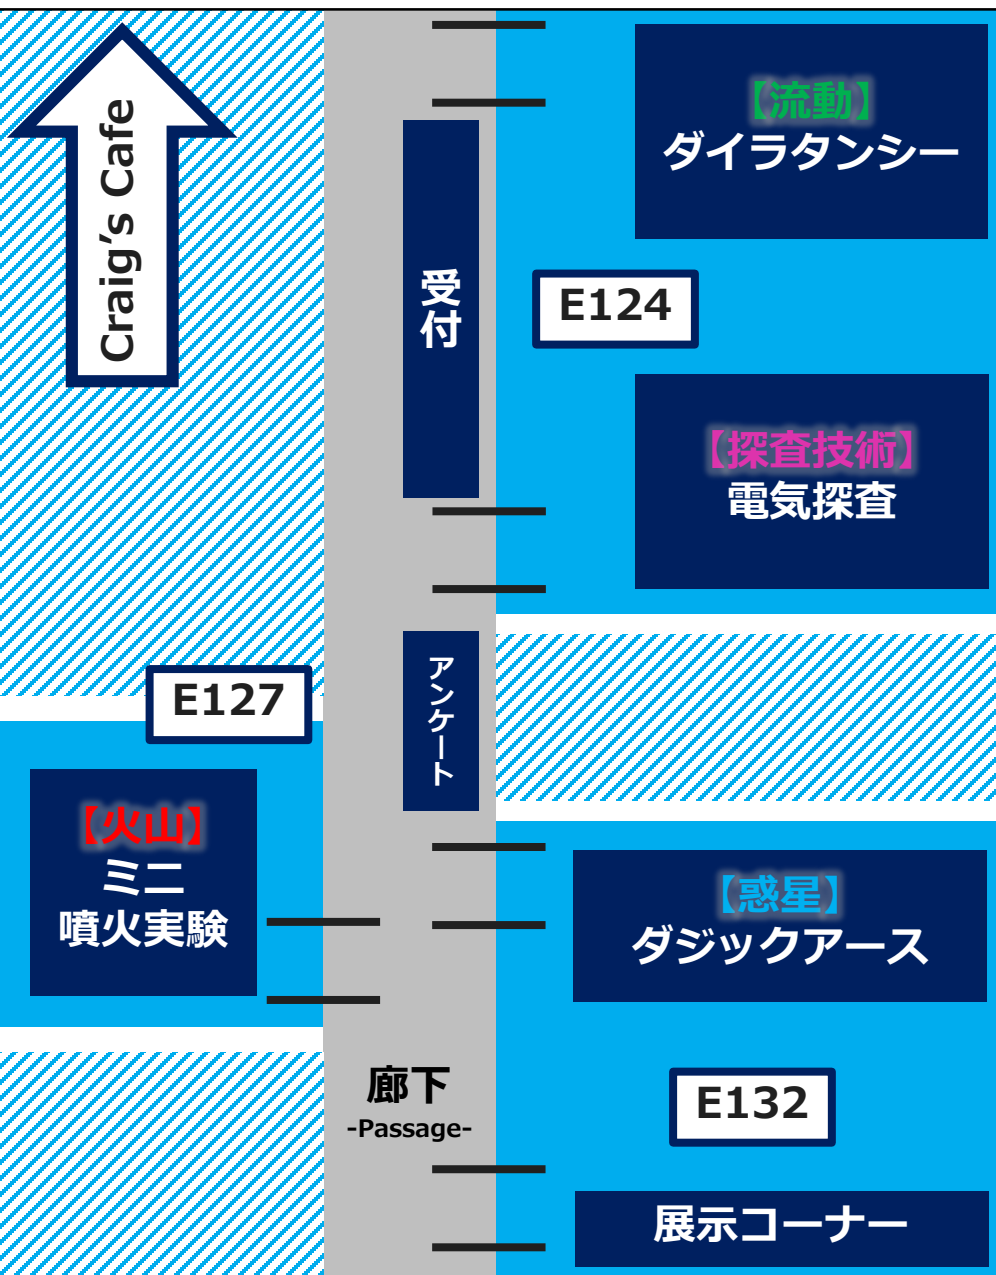 Craig’s Cafe
【流動】
ダイラタンシー
受付
E124
【探査技術】
電気探査
アンケート
E127
【火山】
ミニ
噴火実験
【惑星】
ダジックアース
廊下
-Passage-
E132
展示コーナー